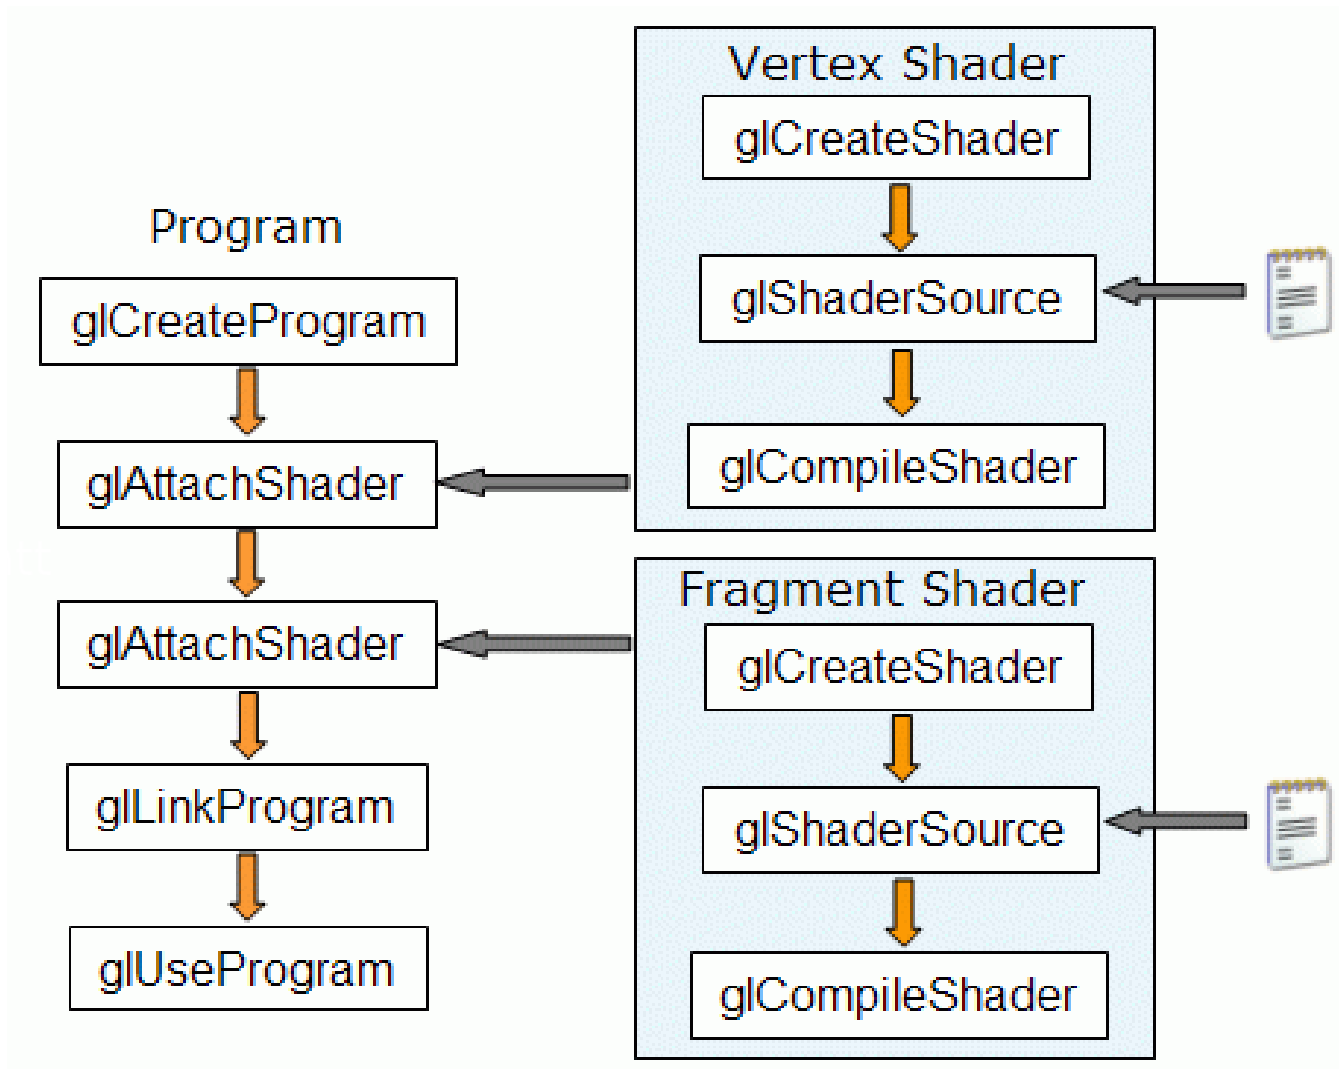 Program
glCreateProgram
glAttachShader
glAttachShader
glLinkProgram
glUseProgram
Vertex Shader
glCreateShader
glShaderSource
glCompileShader
Fragment Shader
glCreateShader
glShaderSource
glCompileShader